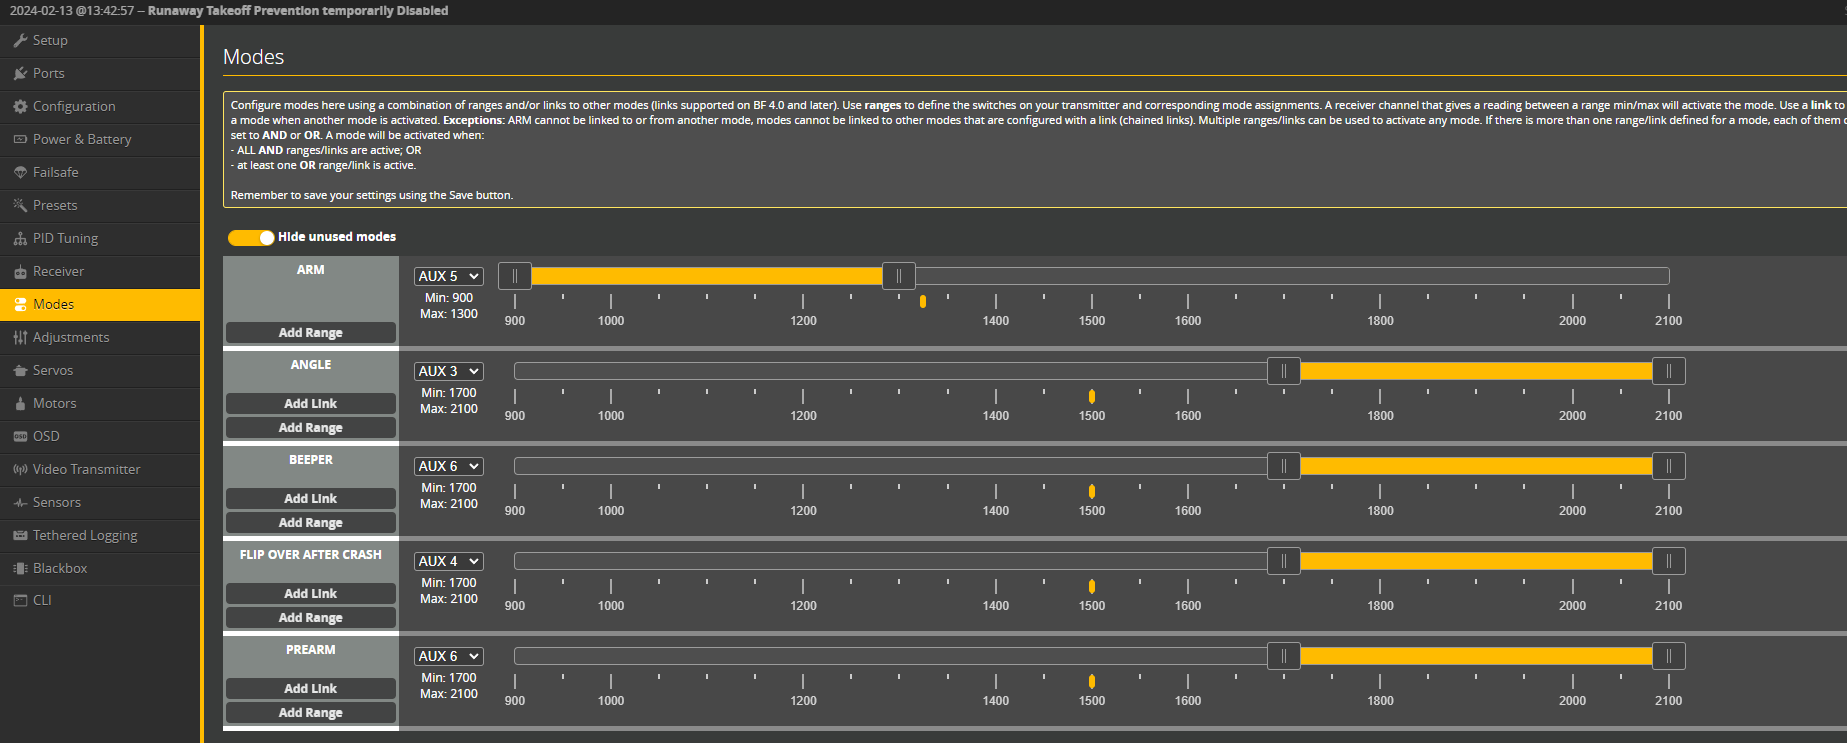 2024-02-13 @13:42:57 -- Runaway Takeoff Prevention temporarily Disabled
Setup
Ports
Configuration
Power & Battery
Failsafe
Presets
PID Tuning
Receiver
Modes
Adjustments
Servos
Motors
OSD
Video Transmitter
Sensors
Tethered Logging
Blackbox
CLI
Modes
Configure modes here using a combination of ranges and/or links to other modes (links supported on BF 4.0 and later). Use ranges to define the switches on your transmitter and corresponding mode assignments. A receiver channel that gives a reading between a range min/max will activate the mode. Use a link to
a mode when another mode is activated. Exceptions: ARM cannot be linked to or from another mode, modes cannot be linked to other modes that are configured with a link (chained links). Multiple ranges/links can be used to activate any mode. If there is more than one range/link defined for a mode, each of them
set to AND or OR. A mode will be activated when:
- ALL AND ranges/links are active; OR
- at least one OR range/link is active.
Remember to save your settings using the Save button.
Hide unused modes
ARM
Add Range
AUX 5
Min: 900
Max: 1300
900 1000 1200 1400 1500 1600 1800 2000 2100
ANGLE
Add Link
Add Range
AUX 3
Min: 1700
Max: 2100
900 1000 1200 1400 1500 1600 1800 2000 2100
BEEPER
Add Link
Add Range
AUX 6
Min: 1700
Max: 2100
900 1000 1200 1400 1500 1600 1800 2000 2100
FLIP OVER AFTER CRASH
Add Link
Add Range
AUX 4
Min: 1700
Max: 2100
900 1000 1200 1400 1500 1600 1800 2000 2100
PREARM
Add Link
Add Range
AUX 6
Min: 1700
Max: 2100
900 1000 1200 1400 1500 1600 1800 2000 2100